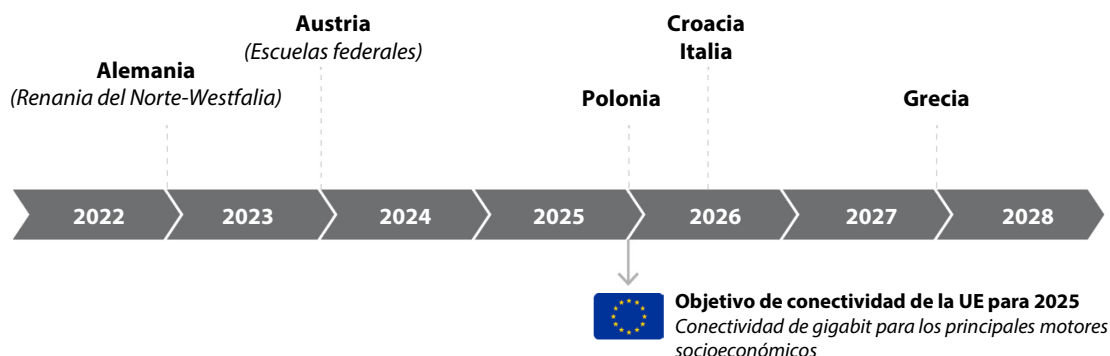 Austria
(Escuelas federales)
Croacia
Italia
Alemania
(Renania del Norte-Westfalia)
Polonia
Grecia
2022
2023
2024
2025
2026
2027
2028
Objetivo de conectividad de la UE para 2025
Conectividad de gigabit para los principales motores
socioeconómicos